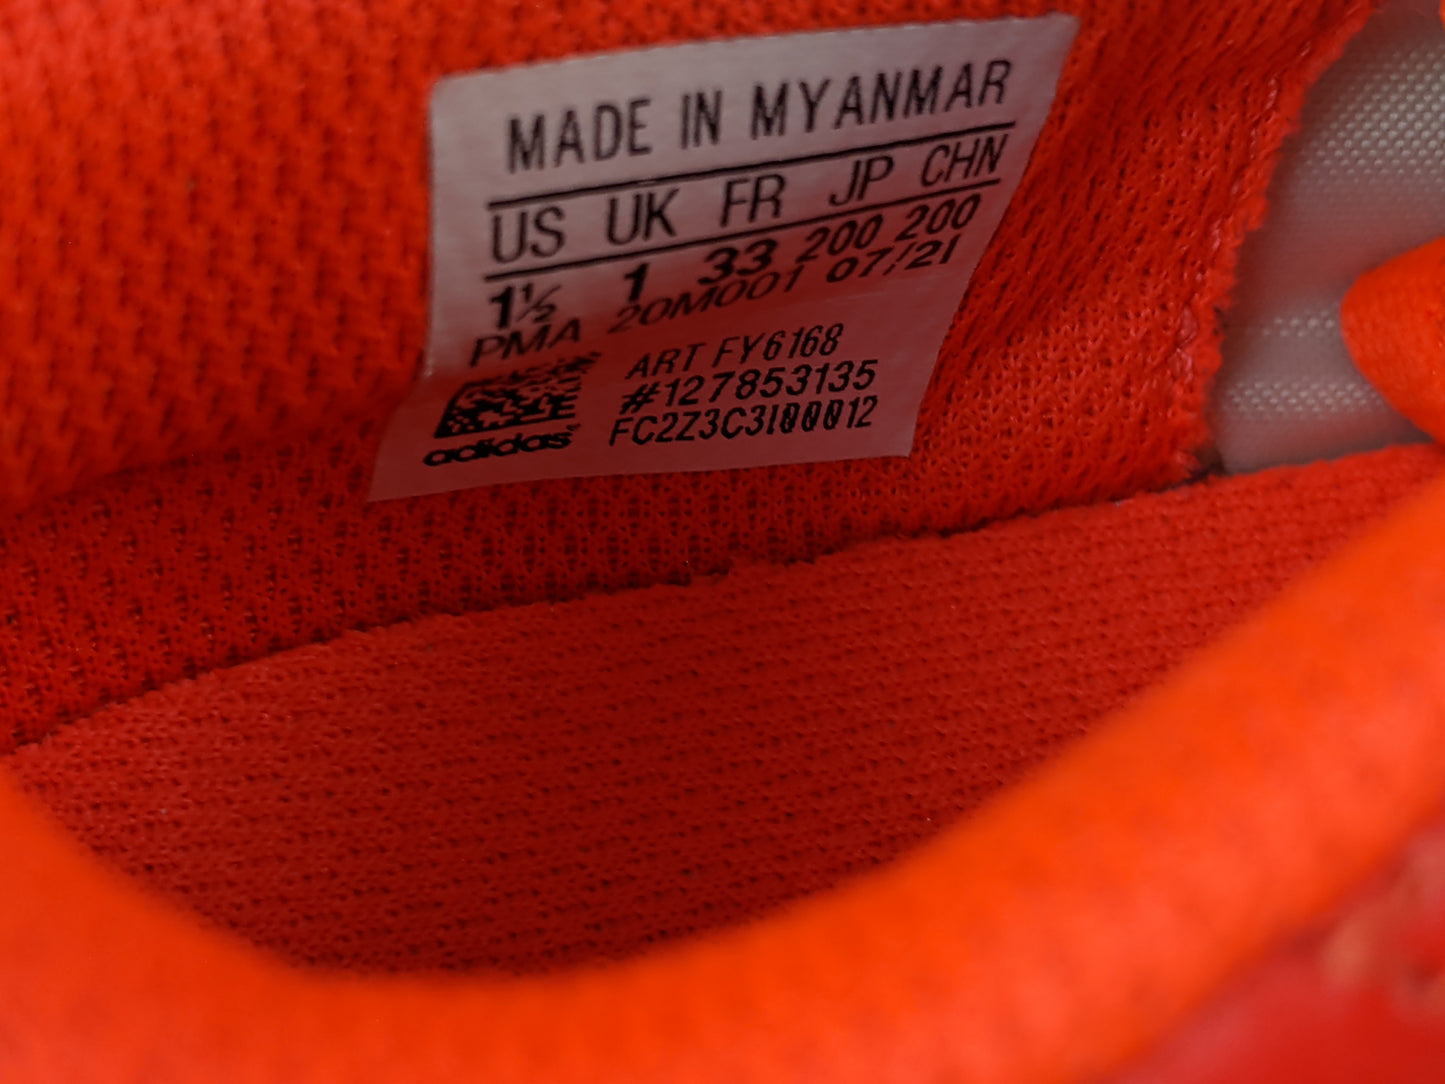 MADE IN MYANMAR
US UK FR JP CHN
1½ 1 33 200 200
PMA 20M001 07/21
ART FY6168
#127853135
FC2Z3C3I00012
adidas